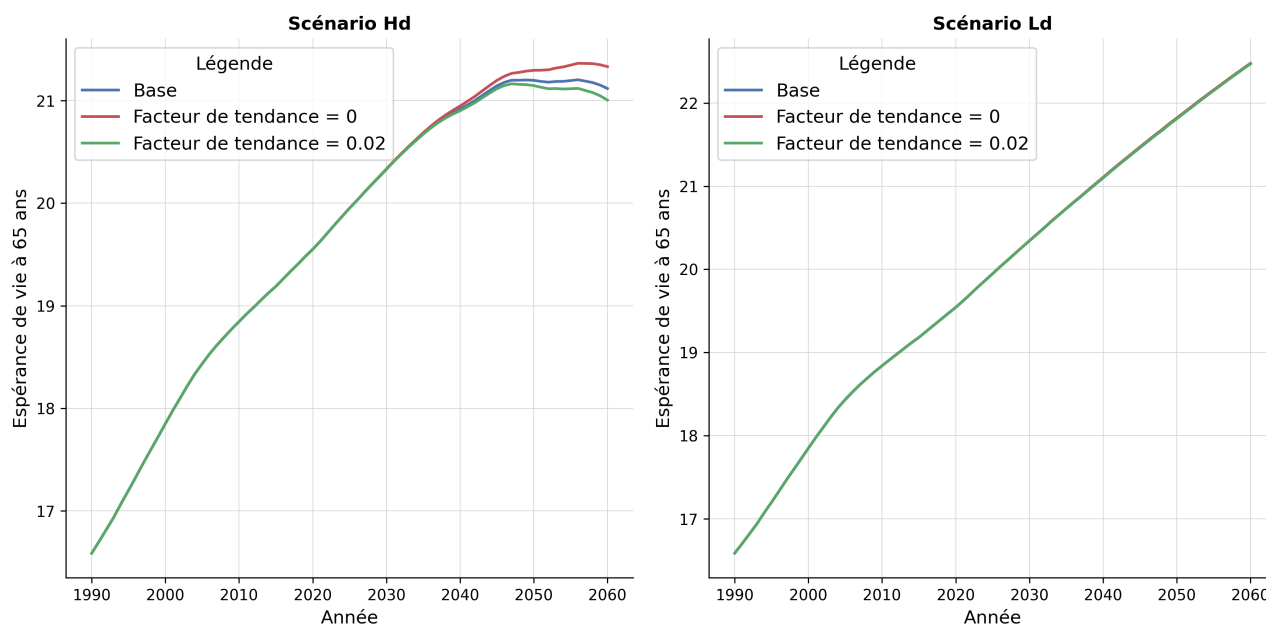 Scénario Hd
Légende
Base
Facteur de tendance = 0
Facteur de tendance = 0.02
Espérance de vie à 65 ans
21
20
19
18
17
1990 2000 2010 2020 2030 2040 2050 2060
Année
Scénario Ld
Légende
Base
Facteur de tendance = 0
Facteur de tendance = 0.02
Espérance de vie à 65 ans
22
21
20
19
18
17
1990 2000 2010 2020 2030 2040 2050 2060
Année